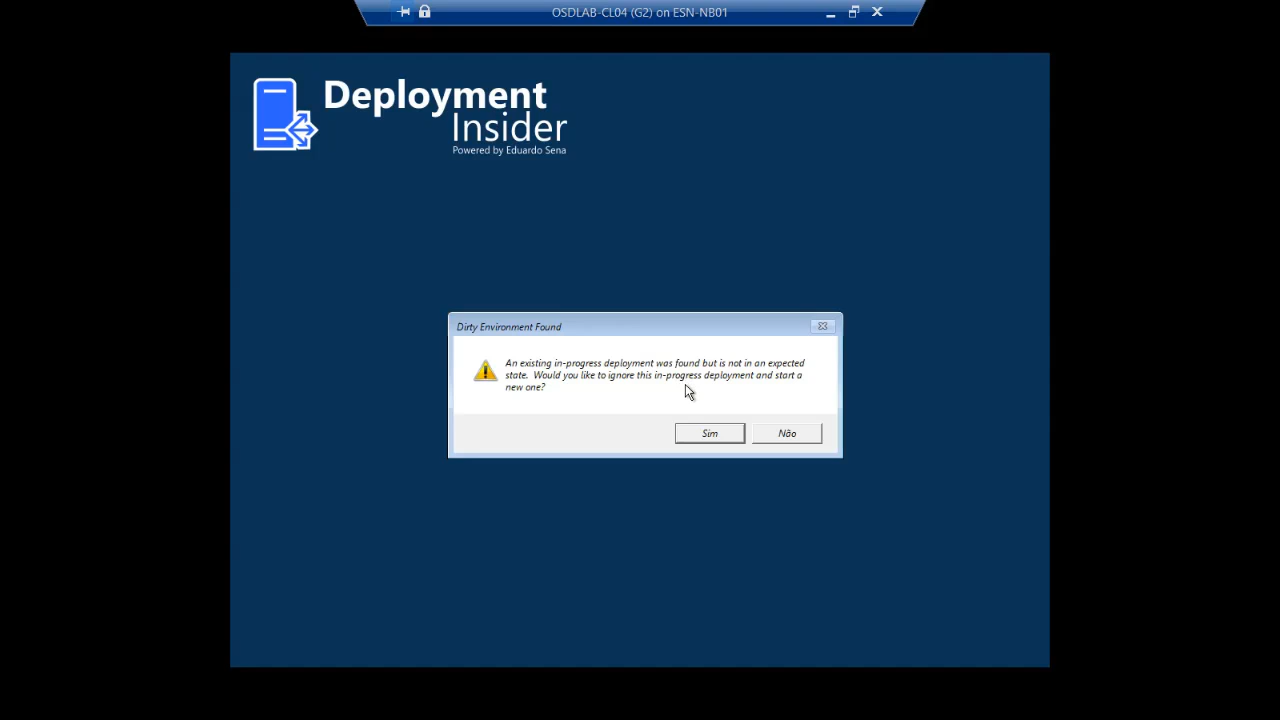 OSDLAB-CL04 (G2) on ESN-NB01
Deployment
Insider
Powered by Eduardo Sena
Dirty Environment Found
An existing in-progress deployment was found but is not in an expected
state.  Would you like to ignore this in-progress deployment and start a
new one?
Sim
Não